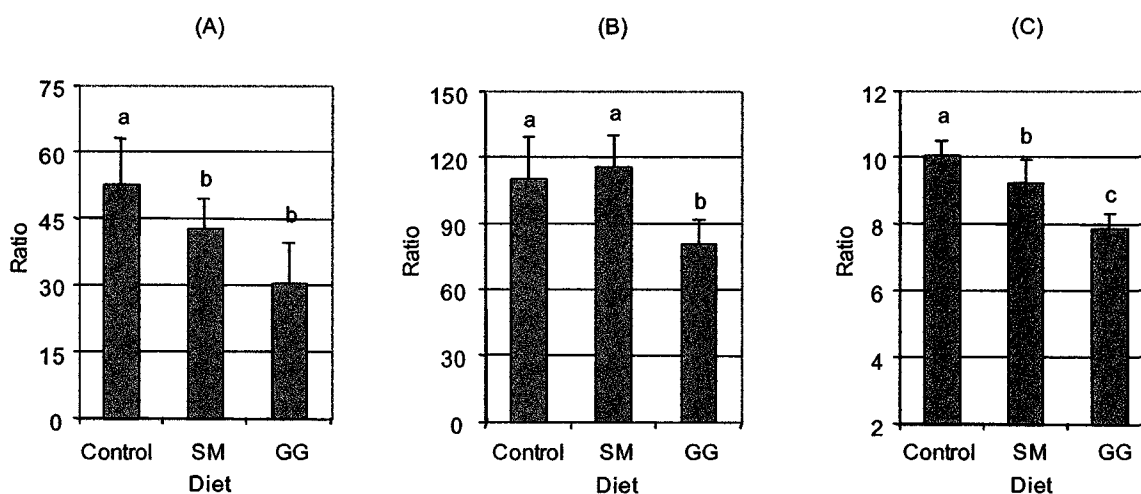 (A)
75
60
45
30
15
0
Ratio
a
b
b
Control SM GG
Diet
(B)
150
120
90
60
30
0
Ratio
a
a
b
Control SM GG
Diet
(C)
12
10
8
6
4
2
Ratio
a
b
c
Control SM GG
Diet